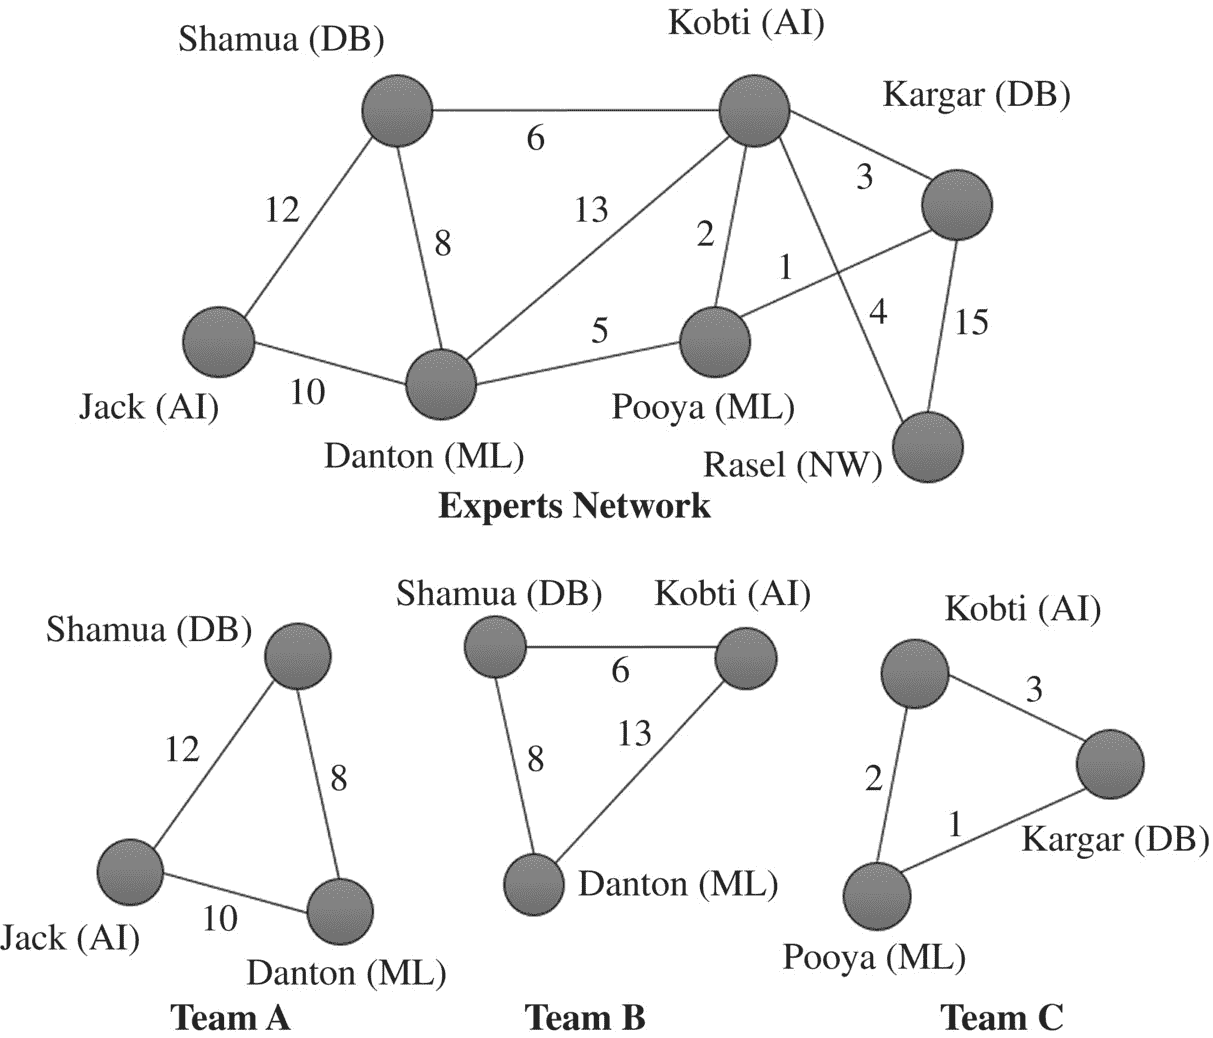 Shamua (DB)
Kobti (AI)
Kargar (DB)
6
3
12
13
8
2
1
4
15
5
10
Jack (AI)
Pooya (ML)
Danton (ML)
Rasel (NW)
Experts Network
Shamua (DB)
12
8
10
Jack (AI)
Danton (ML)
Team A
Shamua (DB)
Kobti (AI)
6
13
8
Danton (ML)
Team B
Kobti (AI)
3
2
1
Kargar (DB)
Pooya (ML)
Team C